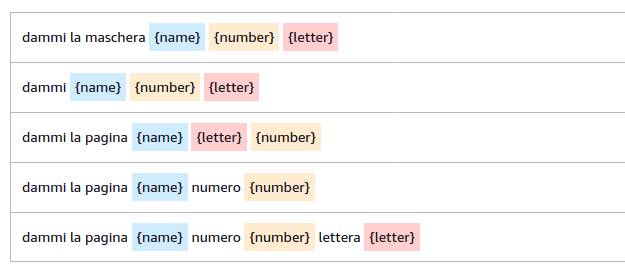 dammi la maschera {name} {number} {letter}
dammi {name} {number} {letter}
dammi la pagina {name} {letter} {number}
dammi la pagina {name} numero {number}
dammi la pagina {name} numero {number} lettera {letter}